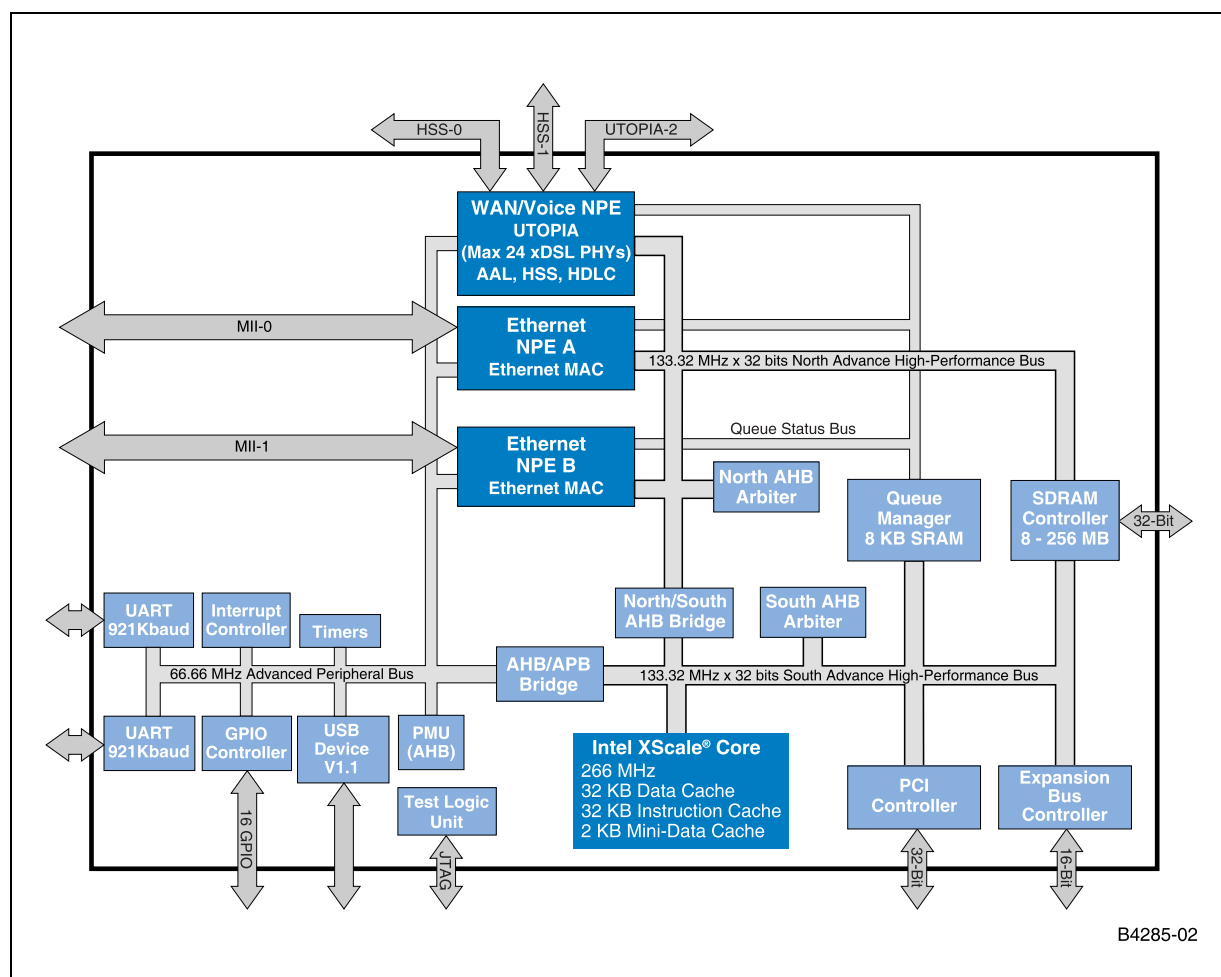 HSS-0
HSS-1
UTOPIA-2
WAN/Voice NPE
UTOPIA
(Max 24 xDSL PHYs)
AAL, HSS, HDLC
MII-0
Ethernet
NPE A
Ethernet MAC
133.32 MHz x 32 bits North Advance High-Performance Bus
MII-1
Ethernet
NPE B
Ethernet MAC
Queue Status Bus
North AHB
Arbiter
Queue
Manager
8 KB SRAM
SDRAM
Controller
8 - 256 MB
32-Bit
UART
921Kbaud
Interrupt
Controller
Timers
North/South
AHB Bridge
South AHB
Arbiter
66.66 MHz Advanced Peripheral Bus
AHB/APB
Bridge
133.32 MHz x 32 bits South Advance High-Performance Bus
UART
921Kbaud
GPIO
Controller
USB
Device
V1.1
PMU
(AHB)
Intel XScale® Core
266 MHz
32 KB Data Cache
32 KB Instruction Cache
2 KB Mini-Data Cache
PCI
Controller
Expansion
Bus
Controller
Test Logic
Unit
16 GPIO
JTAG
32-Bit
16-Bit
B4285-02